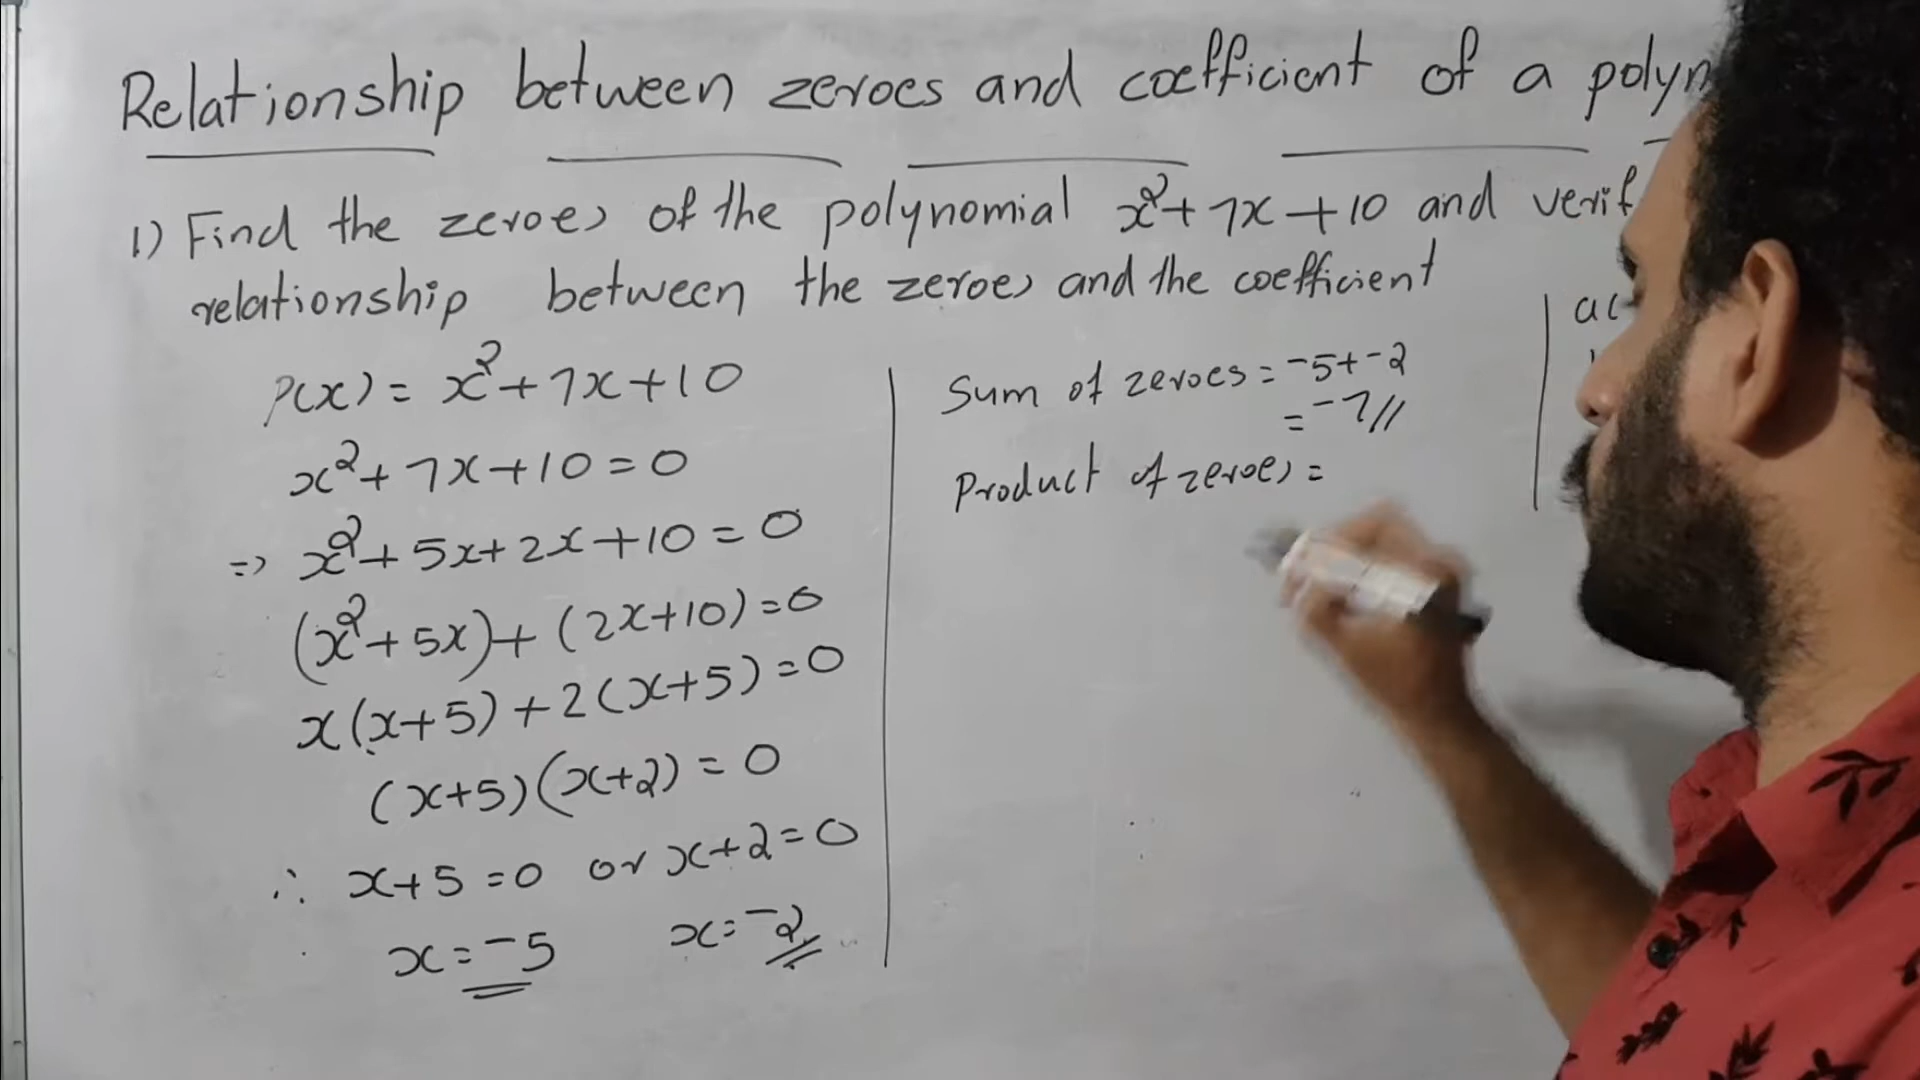 Relationship between zeroes and coefficient of a polyn
1) Find the zeroes of the polynomial x²+7x+10 and verif
relationship between the zeroes and the coefficient
P(x) = x²+7x+10
x²+7x+10=0
=> x²+5x+2x+10=0
(x²+5x)+(2x+10)=0
x(x+5)+2(x+5)=0
(x+5)(x+2)=0
∴ x+5=0 or x+2=0
x=-5 x=-2
Sum of zeroes = -5+-2
= -7//
Product of zeroes =